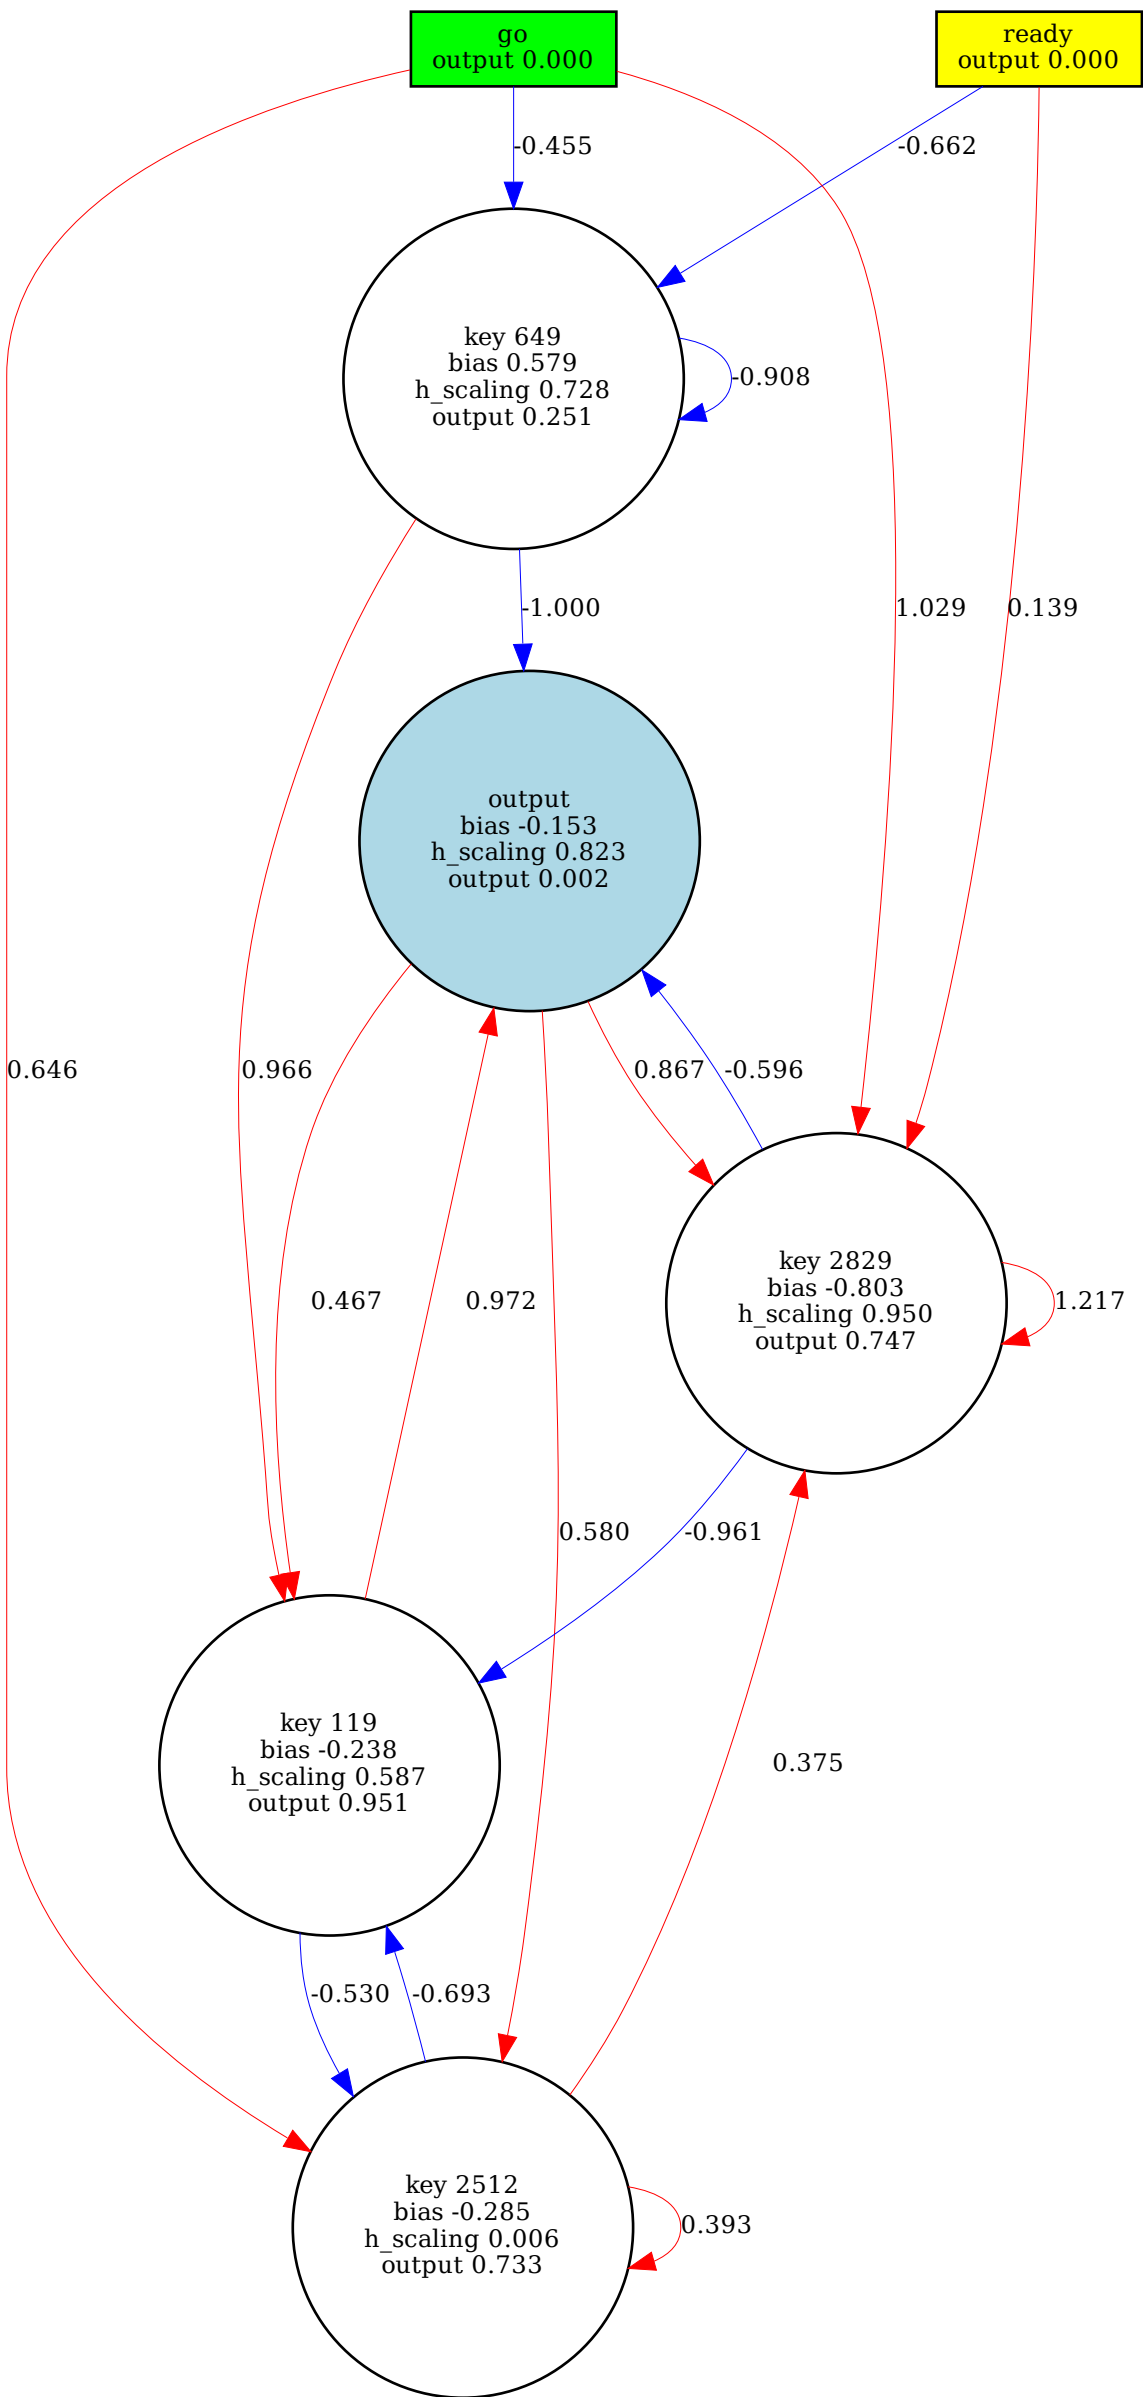 go
output 0.000
ready
output 0.000
-0.455
-0.662
key 649
bias 0.579
h_scaling 0.728
output 0.251
-0.908
-1.000
1.029
0.139
output
bias -0.153
h_scaling 0.823
output 0.002
0.646
0.966
0.867
-0.596
0.467
0.972
key 2829
bias -0.803
h_scaling 0.950
output 0.747
1.217
0.580
-0.961
key 119
bias -0.238
h_scaling 0.587
output 0.951
0.375
-0.530
-0.693
key 2512
bias -0.285
h_scaling 0.006
output 0.733
0.393